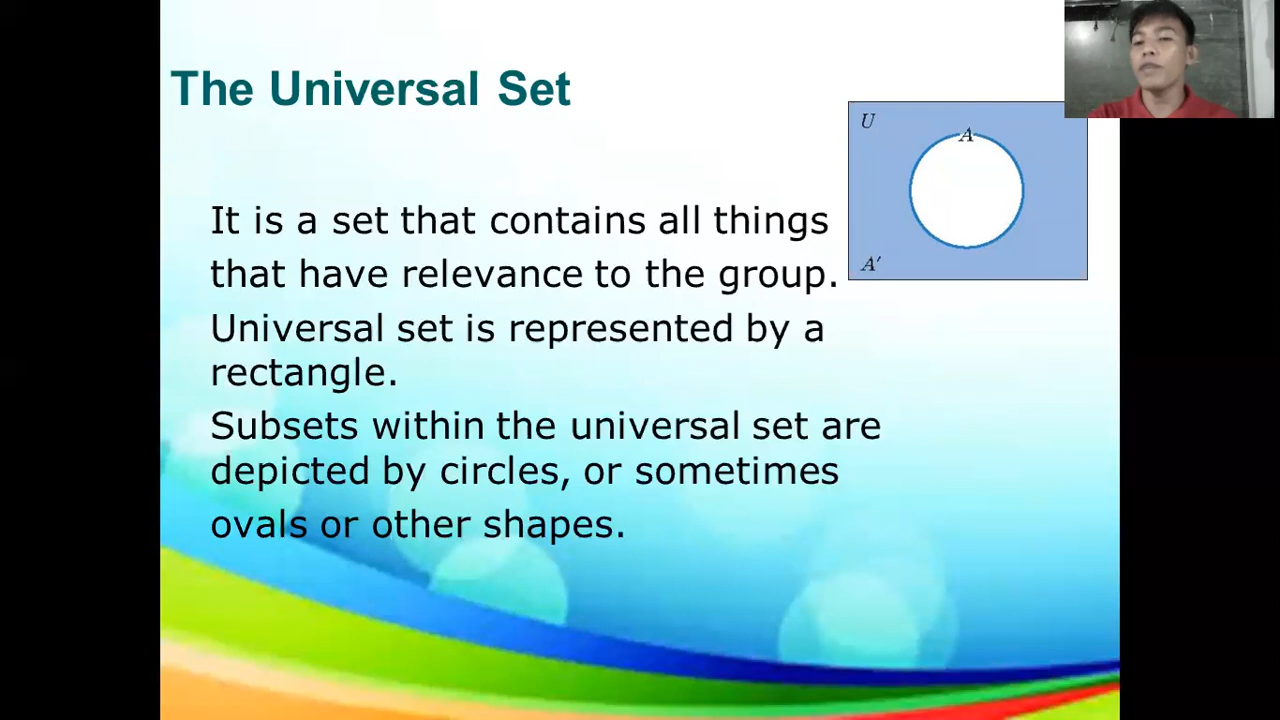 The Universal Set
U
A
A′
It is a set that contains all things
that have relevance to the group.
Universal set is represented by a
rectangle.
Subsets within the universal set are
depicted by circles, or sometimes
ovals or other shapes.